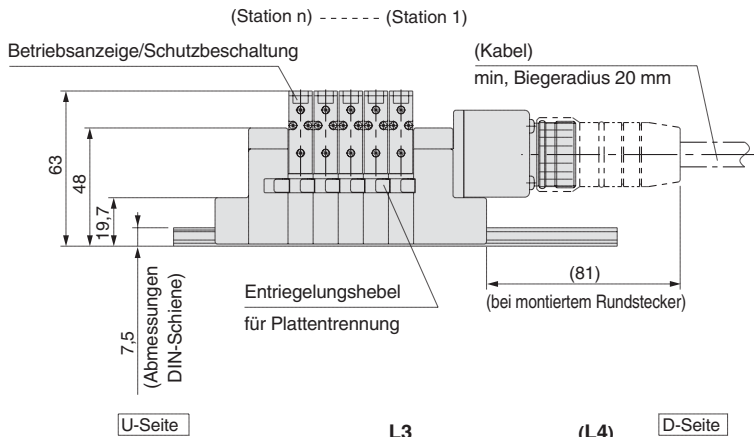 (Station n) ------ (Station 1)
Betriebsanzeige/Schutzbeschaltung
(Kabel)
min, Biegeradius 20 mm
63
48
19,7
7,5
(Abmessungen
DIN-Schiene)
Entriegelungshebel
für Plattentrennung
(81)
(bei montiertem Rundstecker)
U-Seite
L3
(L4)
D-Seite